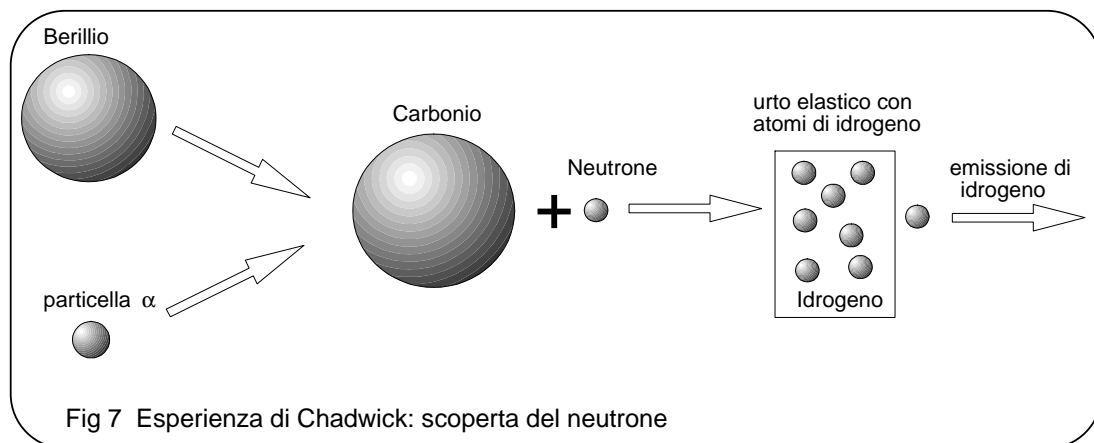 Berillio
Carbonio
urto elastico con
atomi di idrogeno
Neutrone
emissione di
idrogeno
+
particella α
Idrogeno
Fig 7 Esperienza di Chadwick: scoperta del neutrone